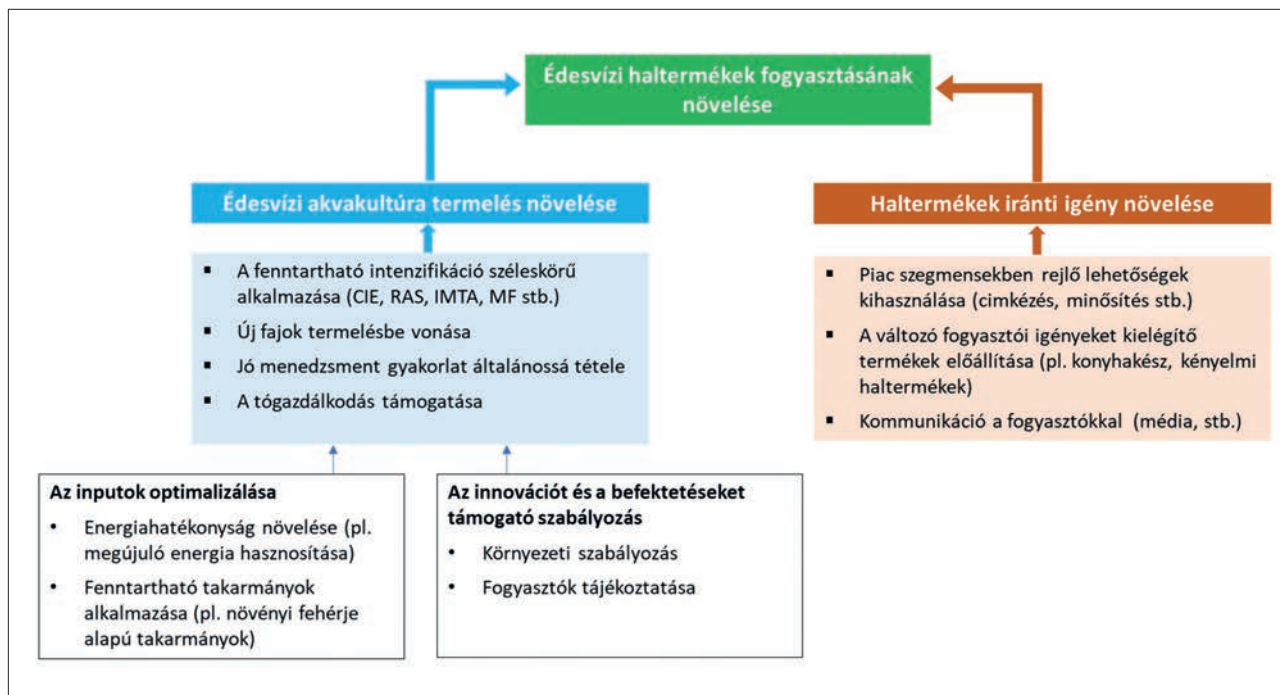 Édesvízi haltermékek fogyasztásának
növelése
Édesvízi akvakultúra termelés növelése
▪ A fenntartható intenzifikáció széleskörű
alkalmazása (CIE, RAS, IMTA, MF stb.)
▪ Új fajok termelésbe vonása
▪ Jó menedzsment gyakorlat általánossá tétele
▪ A tógazdálkodás támogatása
Haltermékek iránti igény növelése
▪ Piac szegmensekben rejlő lehetőségek
kihasználása (cimkézés, minősítés stb.)
▪ A változó fogyasztói igényeket kielégítő
termékek előállítása (pl. konyhakész, kényelmi
haltermékek)
▪ Kommunikáció a fogyasztókkal (média, stb.)
Az inputok optimalizálása
• Energiahatékonyság növelése (pl.
megújuló energia hasznosítása)
• Fenntartható takarmányok
alkalmazása (pl. növényi fehérje
alapú takarmányok)
Az innovációt és a befektetéseket
támogató szabályozás
• Környezeti szabályozás
• Fogyasztók tájékoztatása